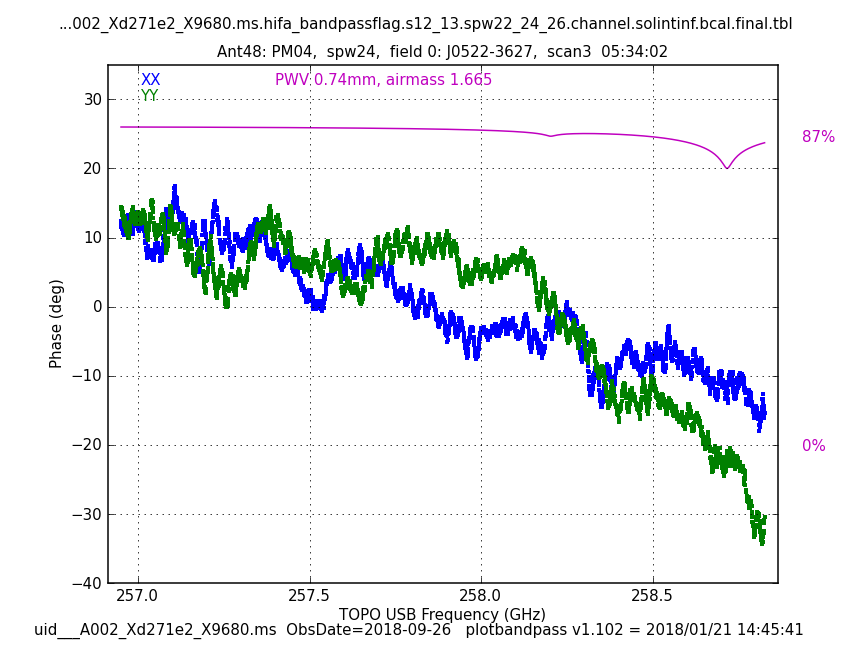 ...002_Xd271e2_X9680.ms.hifa_bandpassflag.s12_13.spw22_24_26.channel.solintinf.bcal.final.tbl
Ant48: PM04, spw24, field 0: J0522-3627, scan3 05:34:02
XX
PWV 0.74mm, airmass 1.665
YY
30
87%
20
10
0
Phase (deg)
−10
−20
0%
−30
−40
257.0 257.5 258.0 258.5
TOPO USB Frequency (GHz)
uid___A002_Xd271e2_X9680.ms ObsDate=2018-09-26 plotbandpass v1.102 = 2018/01/21 14:45:41